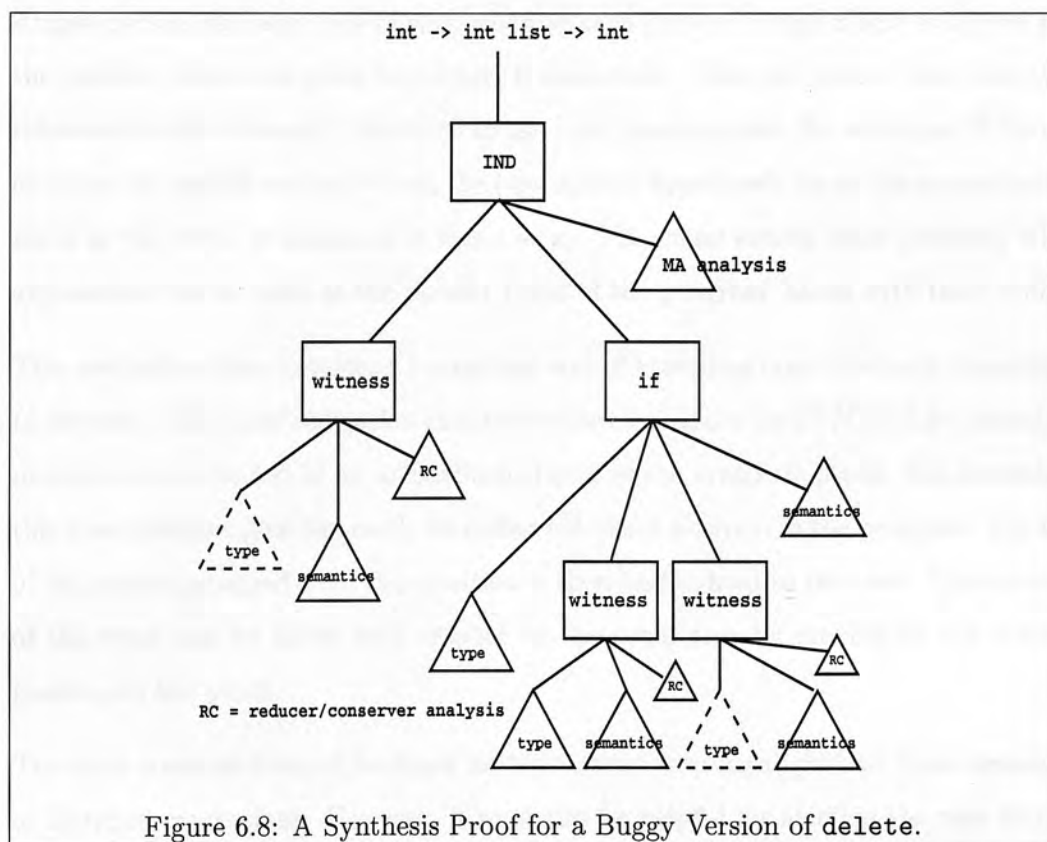 int -> int list -> int
IND
MA analysis
witness
if
RC
type
semantics
semantics
witness
witness
type
RC
RC
RC = reducer/conserver analysis
type
semantics
type
semantics
Figure 6.8: A Synthesis Proof for a Buggy Version of delete.